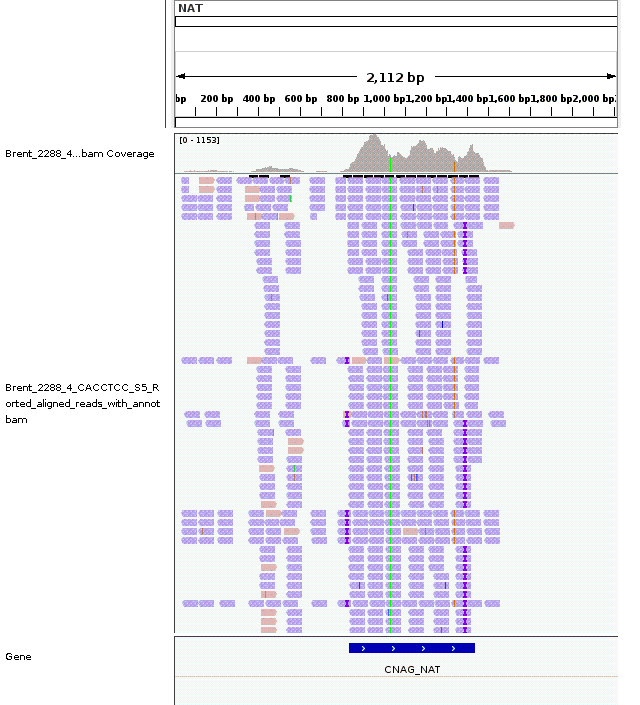 NAT
2,112 bp
bp 200 bp 400 bp 600 bp 800 bp 1,000 bp 1,200 bp 1,400 bp 1,600 bp 1,800 bp 2,000 bp
[0 - 1153]
Brent_2288_4...bam Coverage
Brent_2288_4_CACCTCC_S5_R
orted_aligned_reads_with_annot
bam
Gene
CNAG_NAT